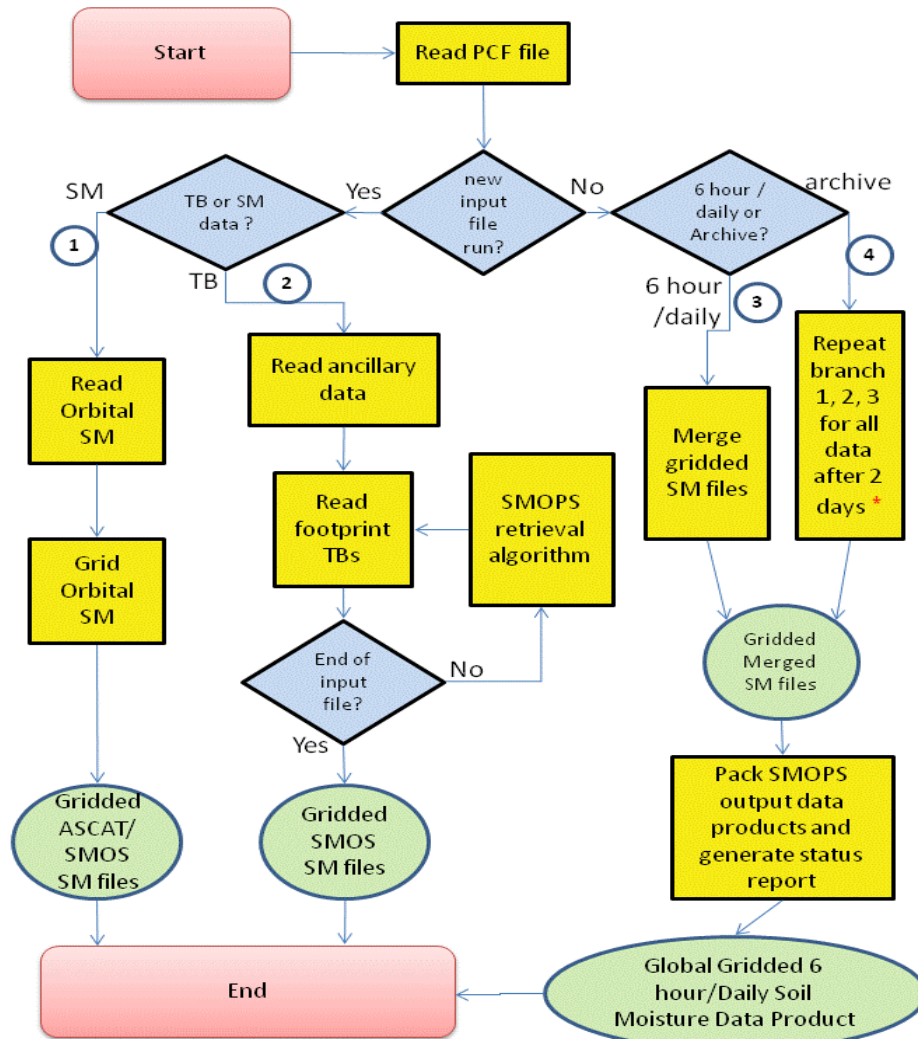 Start
Read PCF file
new
input
file
run?
Yes
No
TB or SM
data ?
SM
1
TB
2
6 hour /
daily or
Archive?
archive
4
6 hour
/daily
3
Read
Orbital
SM
Grid
Orbital
SM
Gridded
ASCAT/
SMOS
SM files
Read ancillary
data
Read
footprint
TBs
SMOPS
retrieval
algorithm
End of
input
file?
No
Yes
Gridded
SMOS
SM files
Merge
gridded
SM files
Repeat
branch
1, 2, 3
for all
data
after 2
days *
Gridded
Merged
SM files
Pack SMOPS
output data
products and
generate status
report
Global Gridded 6
hour/Daily Soil
Moisture Data Product
End